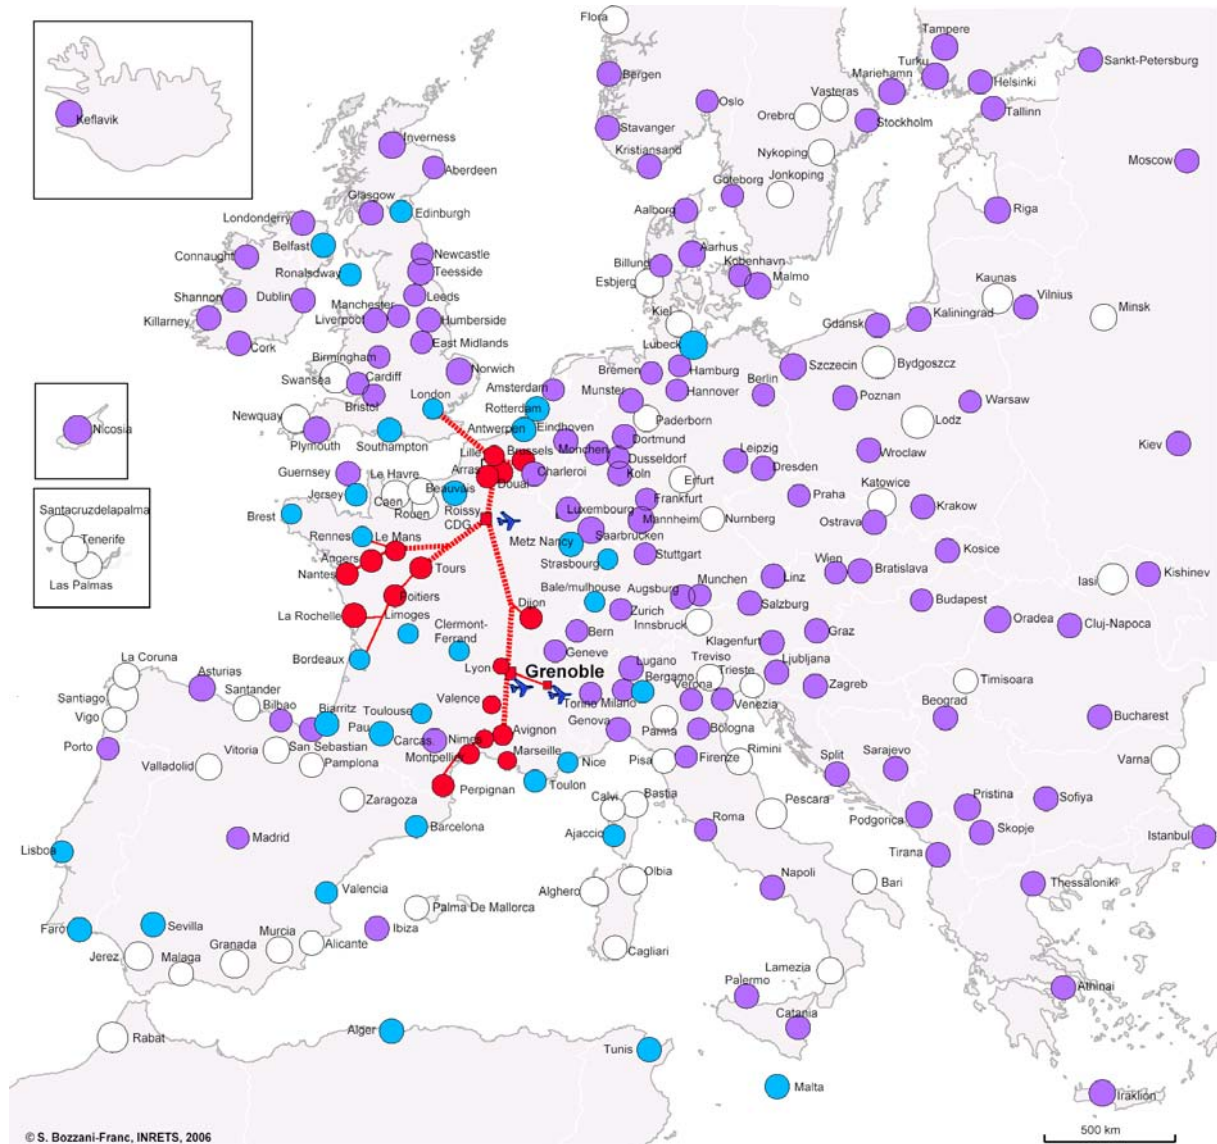 Flora
Tampere
Bergen
Turku
Sankt-Petersburg
Mariehamn
Helsinki
Vasteras
Oslo
Keflavik
Orebro
Stockholm
Tallinn
Stavanger
Inverness
Kristiansand
Nykoping
Moscow
Aberdeen
Jonkoping
Glasgow
Goteborg
Edinburgh
Londonderry
Aalborg
Riga
Belfast
Connaught
Newcastle
Aarhus
Ronalsdway
Teesside
Billund
Kobenhavn
Kaunas
Esbjerg
Malmo
Shannon
Dublin
Leeds
Vilnius
Minsk
Manchester
Killarney
Liverpool
Humberside
Kiel
Gdansk
Kaliningrad
Cork
East Midlands
Lubeck
Birmingham
Szczecin
Bydgoszcz
Swansea
Cardiff
Norwich
Bremen
Hamburg
Berlin
Amsterdam
Munster
Hannover
London
Poznan
Warsaw
Bristol
Rotterdam
Newquay
Paderborn
Lodz
Nicosia
Antwerpen
Eindhoven
Plymouth
Southampton
Dortmund
Kiev
Lille
Brussels
Monchen
Leipzig
Wroclaw
Dusseldorf
Guernsey
Le Havre
Arras
Charleroi
Koln
Dresden
Erfurt
Douai
Katowice
Jersey
Caen
Beauvais
Frankfurt
Praha
Krakow
Santacruzdelapalma
Brest
Rouen
Roissy
CDG
Luxembourg
Mannheim
Nurnberg
Ostrava
Rennes
Le Mans
Metz Nancy
Saarbrucken
Tenerife
Angers
Strasbourg
Stuttgart
Kosice
Las Palmas
Nantes
Tours
Wien
Bratislava
Kishinev
Iasi
Bale/mulhouse
Augsburg
Munchen
Linz
Poitiers
Budapest
La Rochelle
Limoges
Dijon
Zurich
Salzburg
Innsbruck
Oradea
Cluj-Napoca
Clermont-
Ferrand
Bern
Graz
Klagenfurt
Bordeaux
Geneve
La Coruna
Lyon
Grenoble
Lugano
Treviso
Ljubljana
Asturias
Bergamo
Trieste
Timisoara
Santiago
Santander
Valence
Torino
Milano
Verona
Zagreb
Vigo
Bilbao
Biarritz
Toulouse
Venezia
Beograd
Bucharest
Pau
Nimes
Avignon
Genova
Parma
Bologna
Porto
Vitoria
San Sebastian
Carcas.
Montpellier
Marseille
Rimini
Split
Sarajevo
Valladolid
Pamplona
Nice
Pisa
Firenze
Varna
Perpignan
Toulon
Zaragoza
Calvi
Bastia
Pescara
Pristina
Sofiya
Podgorica
Barcelona
Ajaccio
Roma
Skopje
Istanbul
Madrid
Lisboa
Tirana
Olbia
Valencia
Alghero
Napoli
Bari
Thessaloniki
Palma De Mallorca
Faro
Sevilla
Ibiza
Murcia
Granada
Alicante
Cagliari
Jerez
Malaga
Lamezia
Palermo
Athinai
Catania
Rabat
Alger
Tunis
Malta
Iraklion
500 km
© S. Bozzani-Franc, INRETS, 2006